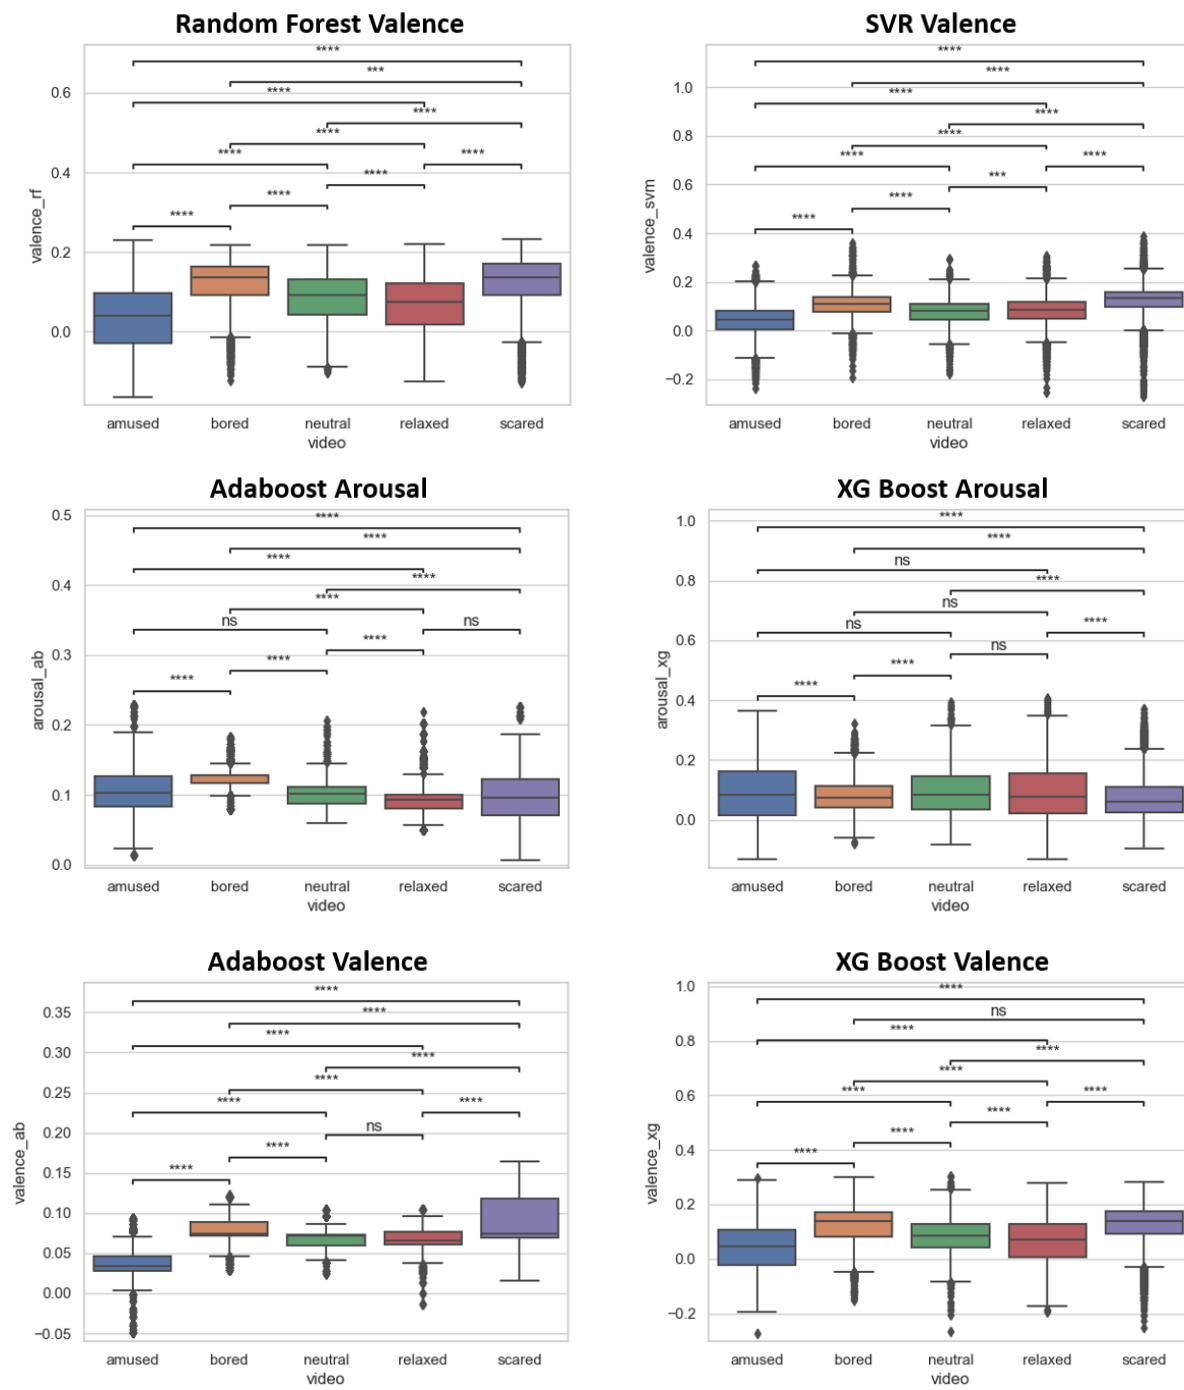 Random Forest Valence
****
***
0.6
****
****
****
0.4
****
****
****
****
valence_rf
****
0.2
0.0
amused bored neutral relaxed scared
video
SVR Valence
****
1.0
****
****
****
0.8
****
****
****
0.6
***
****
valence_svm
****
0.4
0.2
0.0
−0.2
amused bored neutral relaxed scared
video
Adaboost Arousal
0.5
****
****
****
****
0.4
****
ns
ns
****
0.3
****
arousal_ab
****
0.2
0.1
0.0
amused bored neutral relaxed scared
video
XG Boost Arousal
1.0
****
****
ns
****
0.8
ns
ns
****
ns
0.6
****
arousal_xg
****
0.4
0.2
0.0
amused bored neutral relaxed scared
video
Adaboost Valence
****
0.35
****
****
0.30
****
****
0.25
****
****
ns
0.20
****
valence_ab
****
0.15
0.10
0.05
0.00
−0.05
amused bored neutral relaxed scared
video
XG Boost Valence
1.0
****
ns
****
****
0.8
****
****
****
****
0.6
****
valence_xg
****
0.4
0.2
0.0
−0.2
amused bored neutral relaxed scared
video